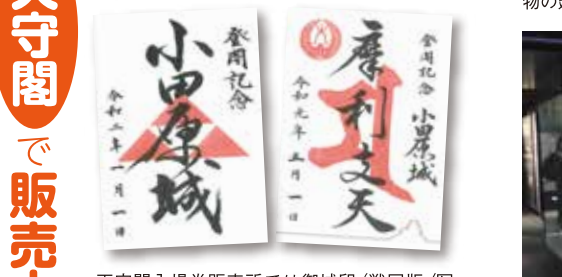 天守閣で販売
登閣記念
小田原城
令和二年一月一日
登閣記念 小田原城
摩利支天
令和元年五月一日
天守閣入場券販売所では御城印（戦国版（写